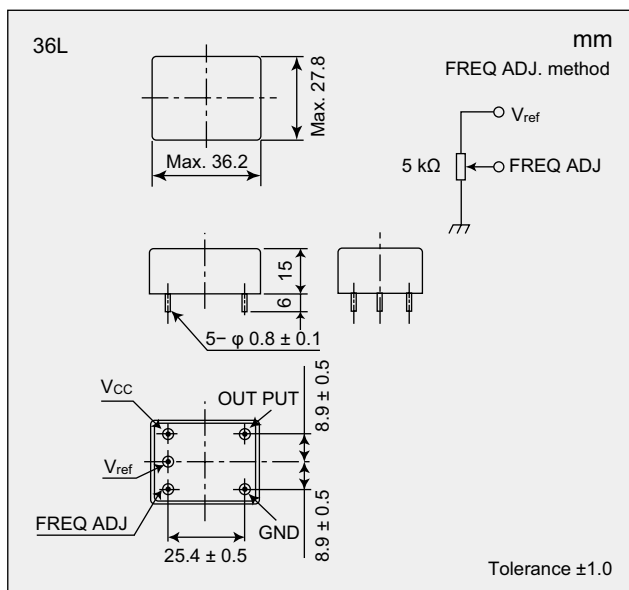 36L
mm
FREQ ADJ. method
Max. 27.8
Max. 36.2
Vref
5 kΩ
FREQ ADJ
15
6
5− φ 0.8 ± 0.1
VCC
OUT PUT
8.9 ± 0.5
Vref
FREQ ADJ
GND
8.9 ± 0.5
25.4 ± 0.5
Tolerance ±1.0